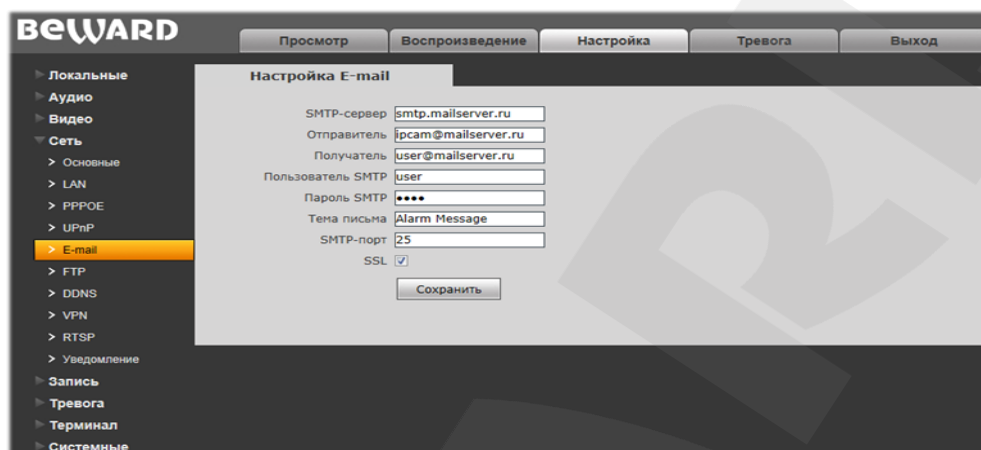 BEWARD
Просмотр
Воспроизведение
Настройка
Тревога
Выход
Локальные
Аудио
Видео
Сеть
> Основные
> LAN
> PPPOE
> UPnP
> E-mail
> FTP
> DDNS
> VPN
> RTSP
> Уведомление
Запись
Тревога
Терминал
Системные
Настройка E-mail
SMTP-сервер smtp.mailserver.ru
Отправитель ipcam@mailserver.ru
Получатель user@mailserver.ru
Пользователь SMTP user
Пароль SMTP ••••
Тема письма Alarm Message
SMTP-порт 25
SSL
Сохранить